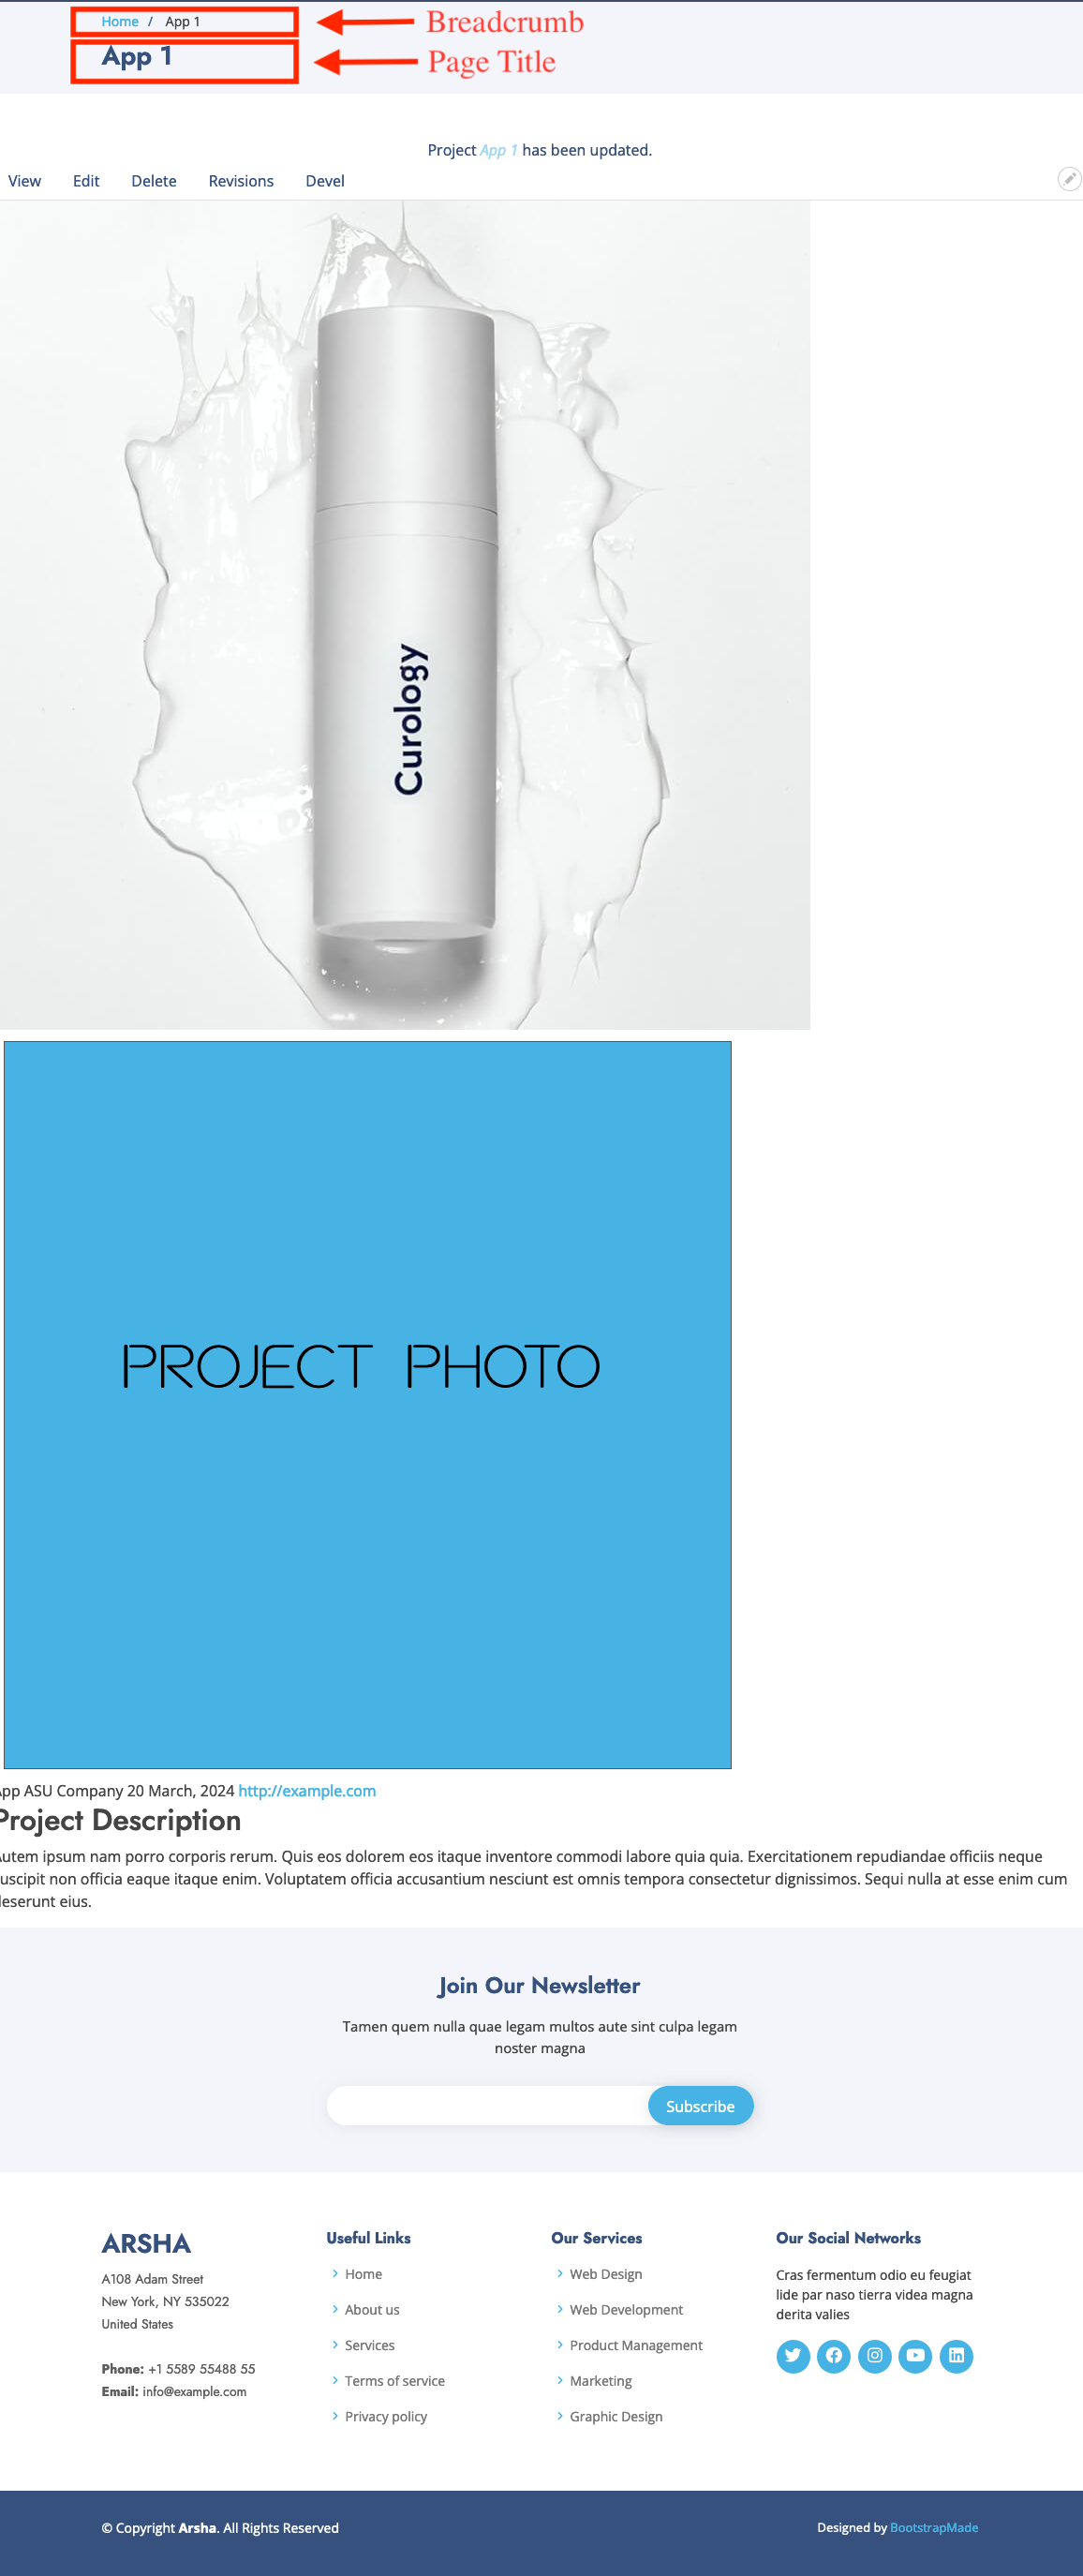 Home / App 1
Breadcrumb
App 1
Page Title
Project App 1 has been updated.
View Edit Delete Revisions Devel
Curology
PROJECT PHOTO
App ASU Company 20 March, 2024 http://example.com
Project Description
Autem ipsum nam porro corporis rerum. Quis eos dolorem eos itaque inventore commodi labore quia quia. Exercitationem repudiandae officiis neque
suscipit non officia eaque itaque enim. Voluptatem officia accusantium nesciunt est omnis tempora consectetur dignissimos. Sequi nulla at esse enim cum
deserunt eius.
Join Our Newsletter
Tamen quem nulla quae legam multos aute sint culpa legam
noster magna
Subscribe
ARSHA
A108 Adam Street
New York, NY 535022
United States
Phone: +1 5589 55488 55
Email: info@example.com
Useful Links
Home
About us
Services
Terms of service
Privacy policy
Our Services
Web Design
Web Development
Product Management
Marketing
Graphic Design
Our Social Networks
Cras fermentum odio eu feugiat
lide par naso tierra videa magna
derita valies
© Copyright Arsha. All Rights Reserved
Designed by BootstrapMade